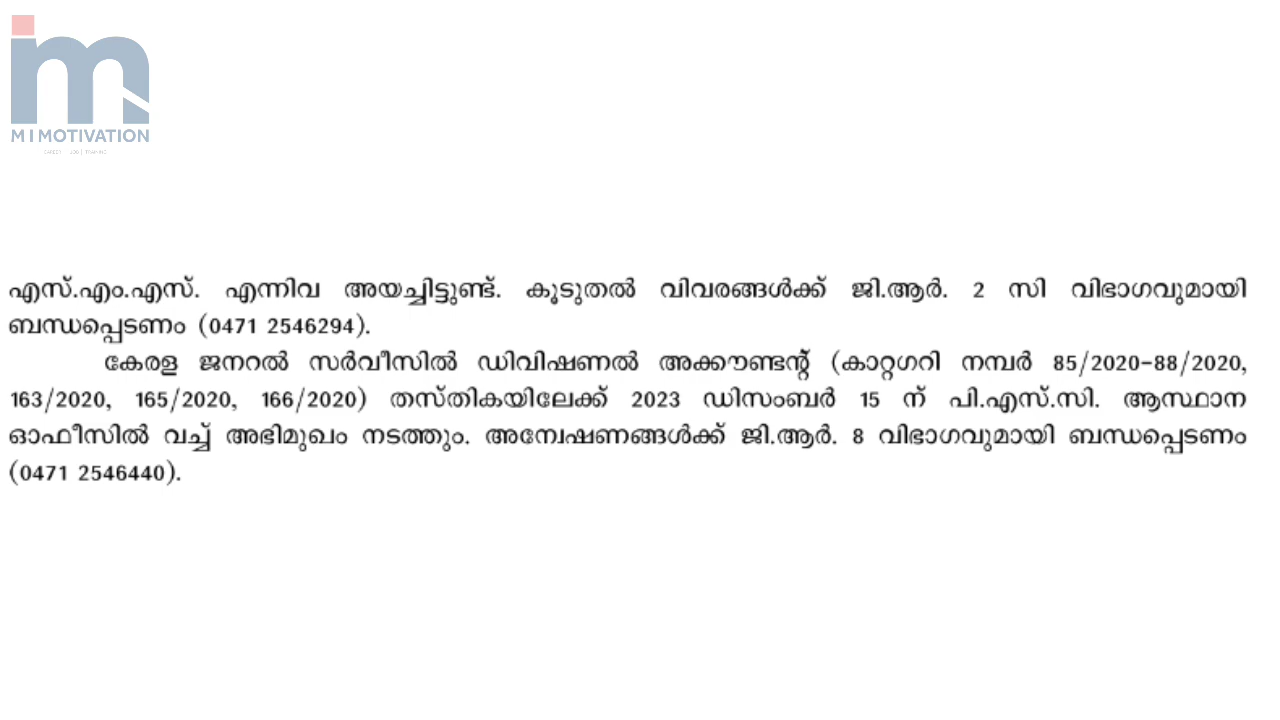 M I MOTIVATION
എസ്.എം.എസ്. എന്നിവ അയച്ചിട്ടുണ്ട്. കൂടുതൽ വിവരങ്ങൾക്ക് ജി.ആർ. 2 സി വിഭാഗവുമായി
ബന്ധപ്പെടണം (0471 2546294).
കേരള ജനറൽ സർവീസിൽ ഡിവിഷണൽ അക്കൗണ്ടന്റ് (കാറ്റഗറി നമ്പർ 85/2020-88/2020,
163/2020, 165/2020, 166/2020) തസ്തികയിലേക്ക് 2023 ഡിസംബർ 15 ന് പി.എസ്.സി. ആസ്ഥാന
ഓഫീസിൽ വച്ച് അഭിമുഖം നടത്തും. അന്വേഷണങ്ങൾക്ക് ജി.ആർ. 8 വിഭാഗവുമായി ബന്ധപ്പെടണം
(0471 2546440).